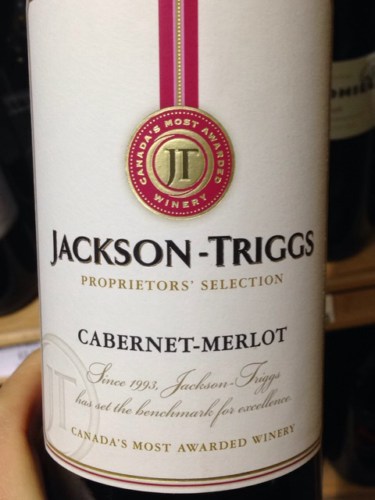 CANADA'S MOST AWARDED
JT
WINERY
JACKSON-TRIGGS
PROPRIETORS' SELECTION
CABERNET-MERLOT
Since 1993, Jackson-Triggs
has set the benchmark for excellence.
JT
CANADA'S MOST AWARDED WINERY